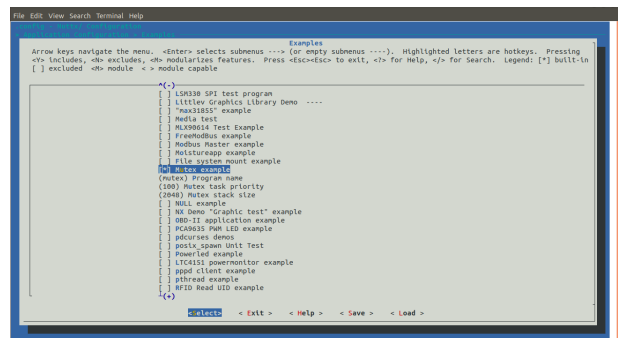 File Edit View Search Terminal Help
config - NuttX/ Configuration
Application Configuration > Examples
Examples
Arrow keys navigate the menu. <Enter> selects submenus ---> (or empty submenus ----). Highlighted letters are hotkeys. Pressing
<Y> includes, <N> excludes, <M> modularizes features. Press <Esc><Esc> to exit, <?> for Help, </> for Search. Legend: [*] built-in
[ ] excluded <M> module < > module capable
^(-)
[ ] LSM330 SPI test program
[ ] Littlev Graphics Library Demo ----
[ ] "max31855" example
[ ] Media test
[ ] MLX90614 Test Example
[ ] FreeModBus example
[ ] Modbus Master example
[ ] Moistureapp example
[ ] File system mount example
[*] Mutex example
(mutex) Program name
(100) Mutex task priority
(2048) Mutex stack size
[ ] NULL example
[ ] NX Demo "Graphic test" example
[ ] OBD-II application example
[ ] PCA9635 PWM LED example
[ ] pdcurses demos
[ ] posix_spawn Unit Test
[ ] Powerled example
[ ] LTC4151 powermonitor example
[ ] pppd client example
[ ] pthread example
[ ] RFID Read UID example
(+)
<Select> < Exit > < Help > < Save > < Load >